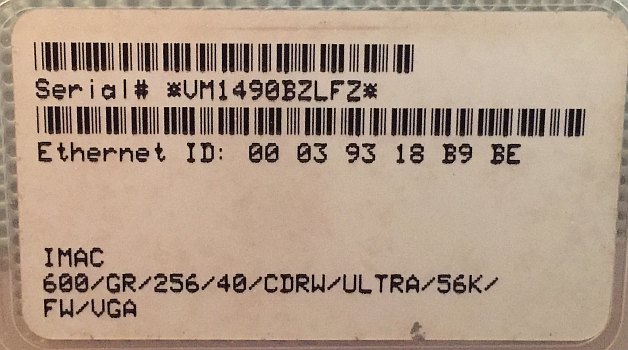 Serial# *VM1490BZLFZ*
Ethernet ID: 00 03 93 18 B9 BE
IMAC
600/GR/256/40/CDRW/ULTRA/56K/
FW/VGA